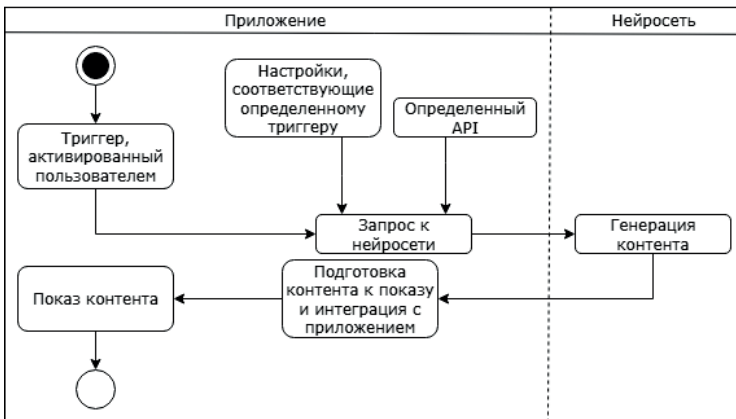 Приложение
Нейросеть
Настройки,
соответствующие
определенному
триггеру
Определенный
API
Триггер,
активированный
пользователем
Запрос к
нейросети
Генерация
контента
Подготовка
контента к показу
и интеграция с
приложением
Показ контента